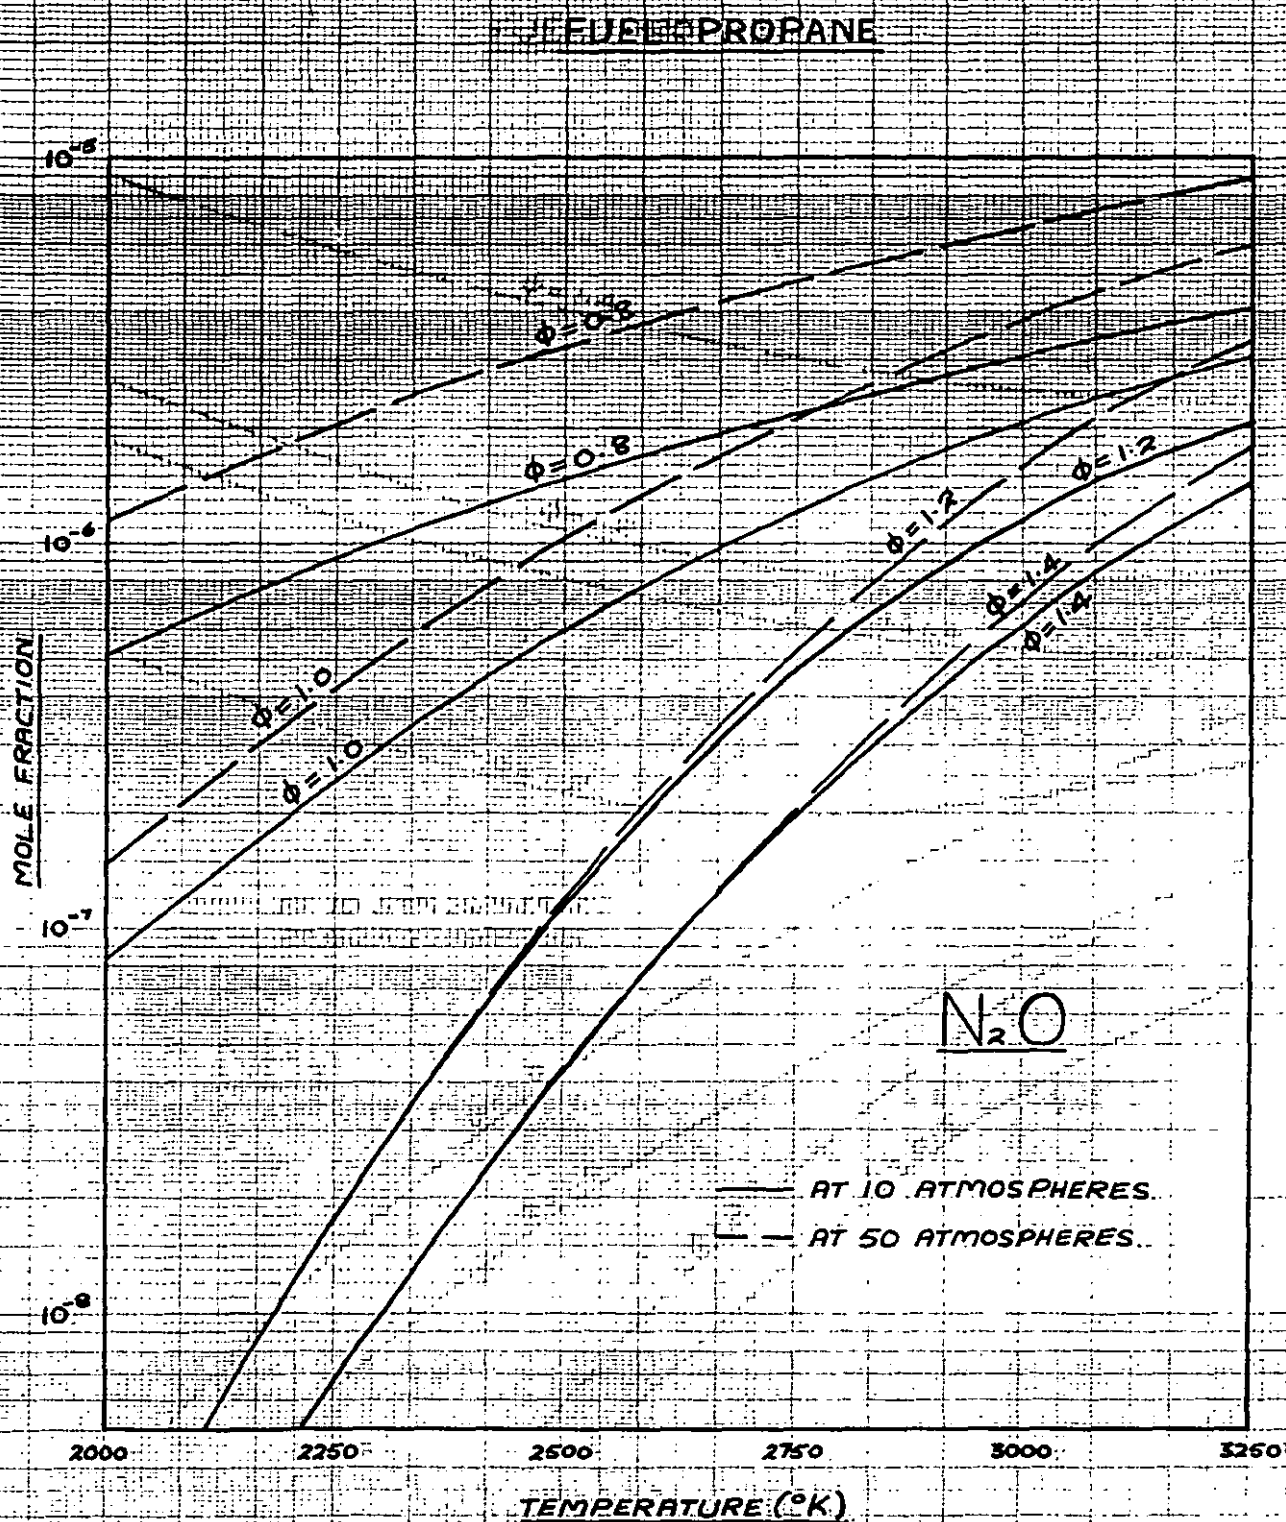 FUEL PROPANE
10⁻⁵
φ=0.8
φ=0.8
φ=1.2
φ=1.2
10⁻⁶
φ=1.4
φ=1.4
φ=1.0
φ=1.0
MOLE FRACTION
10⁻⁷
N₂O
AT 10 ATMOSPHERES
AT 50 ATMOSPHERES
10⁻⁸
2000 2250 2500 2750 3000 3250
TEMPERATURE (°K)